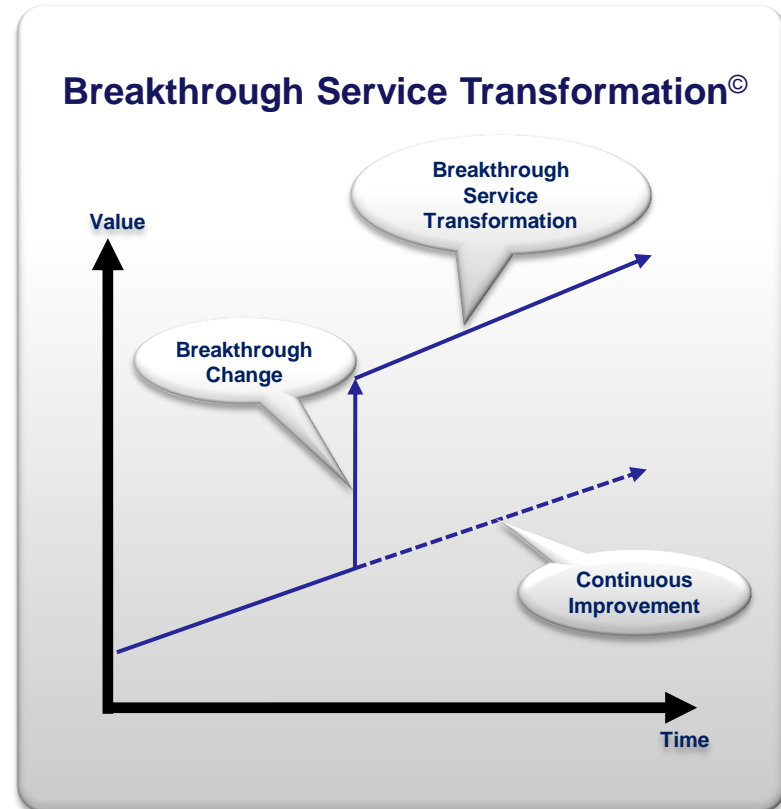 Breakthrough Service Transformation©
Breakthrough
Service
Transformation
Value
Breakthrough
Change
Continuous
Improvement
Time